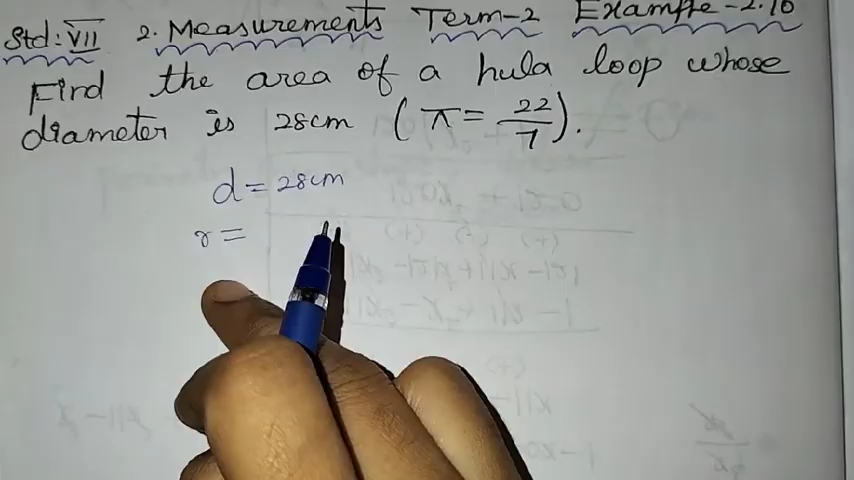 Std: VII 2. Measurements Term-2 Example-2.10
Find the area of a hula loop whose
diameter is 28cm (π = 22/7).
d = 28cm
r =